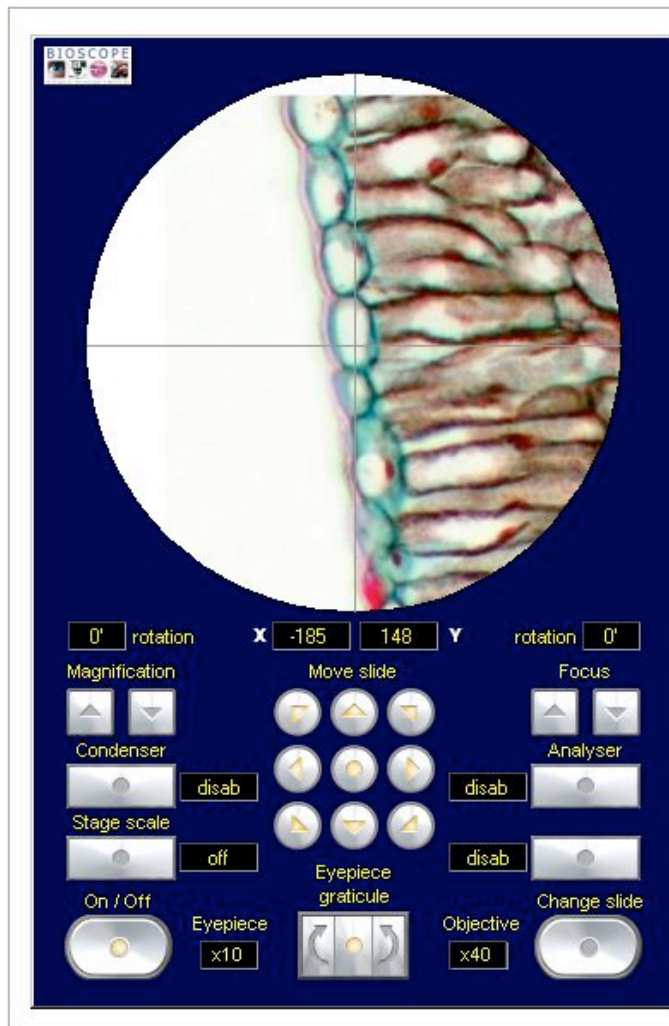 BIOSCOPE
0' rotation X -185 148 Y rotation 0'
Magnification Move slide Focus
Condenser Analyser
disab disab
Stage scale
off disab
Eyepiece
graticule
On / Off Change slide
Eyepiece Objective
x10 x40